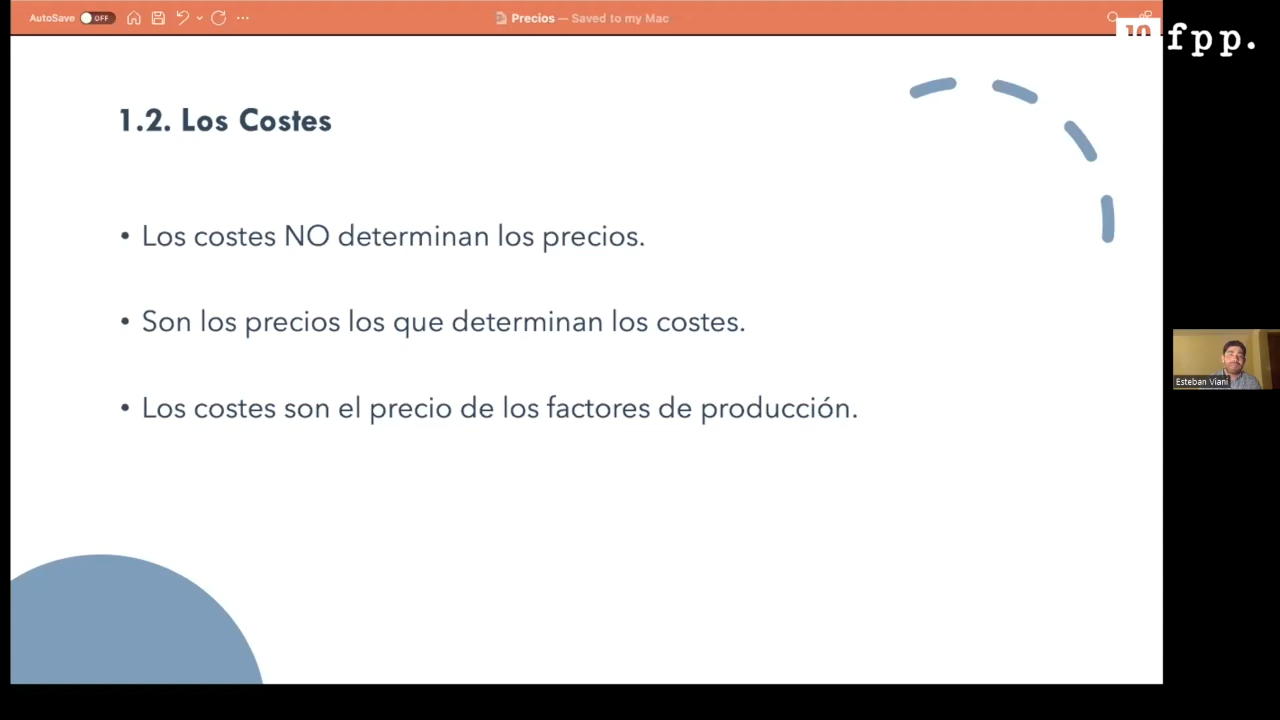 AutoSave OFF
Precios — Saved to my Mac
fpp.
1.2. Los Costes
• Los costes NO determinan los precios.
• Son los precios los que determinan los costes.
• Los costes son el precio de los factores de producción.
Esteban Viani